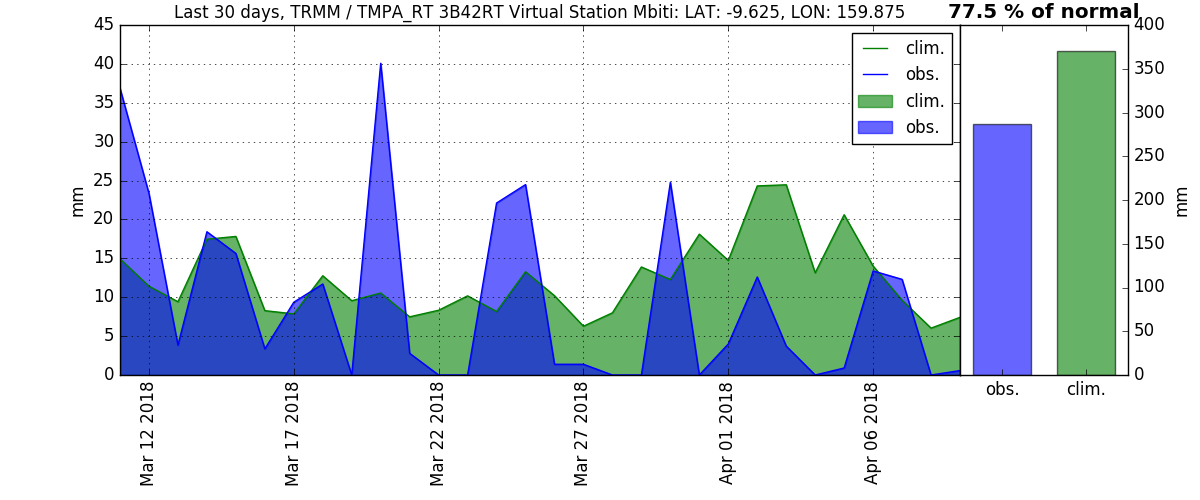 Last 30 days, TRMM / TMPA_RT 3B42RT Virtual Station Mbiti: LAT: -9.625, LON: 159.875
77.5 % of normal
45
40
35
30
25
20
15
10
5
0
mm
clim.
obs.
clim.
obs.
400
350
300
250
200
150
100
50
0
mm
obs.
clim.
Mar 12 2018
Mar 17 2018
Mar 22 2018
Mar 27 2018
Apr 01 2018
Apr 06 2018